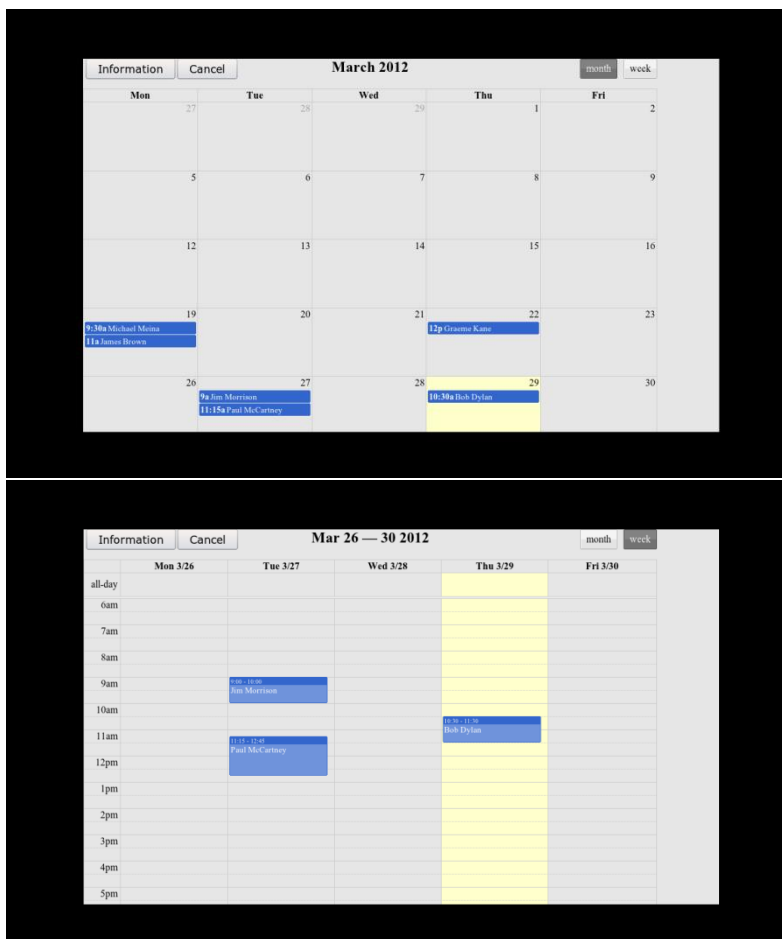 Information Cancel March 2012 month week
Mon Tue Wed Thu Fri
27 28 29 1 2
5 6 7 8 9
12 13 14 15 16
19 20 21 22 23
9:30a Michael Meina 12p Graeme Kane
11a James Brown
26 27 28 29 30
9a Jim Morrison 10:30a Bob Dylan
11:15a Paul McCartney
Information Cancel Mar 26 — 30 2012 month week
Mon 3/26 Tue 3/27 Wed 3/28 Thu 3/29 Fri 3/30
all-day
6am
7am
8am
9am 9:00 - 10:00
Jim Morrison
10am
10:30 - 11:30
Bob Dylan
11am
11:15 - 12:45
Paul McCartney
12pm
1pm
2pm
3pm
4pm
5pm